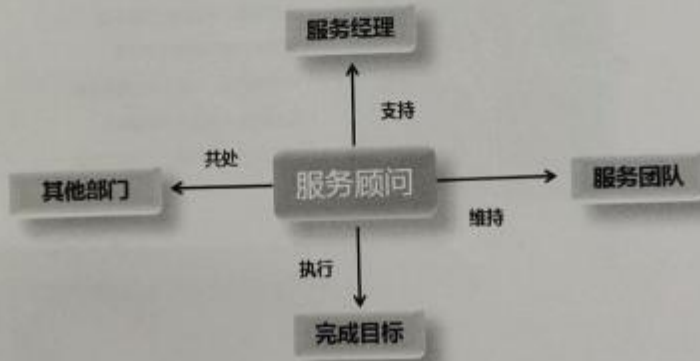 服务经理
支持
共处
其他部门
服务顾问
服务团队
维持
执行
完成目标